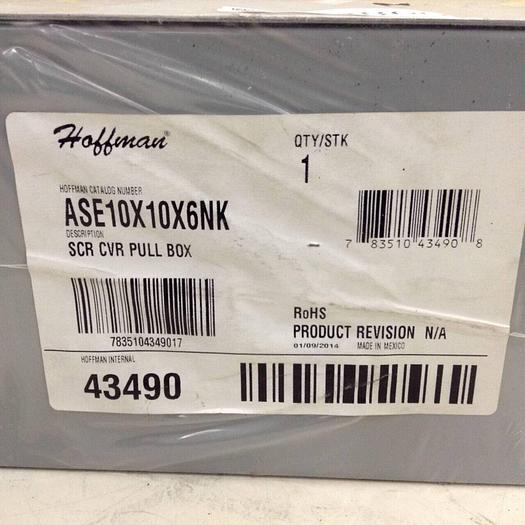 Hoffman®
QTY/STK
1
HOFFMAN CATALOG NUMBER
ASE10X10X6NK
DESCRIPTION
SCR CVR PULL BOX
7 83510 43490 8
7835104349017
RoHS
PRODUCT REVISION N/A
01/09/2014 MADE IN MEXICO
HOFFMAN INTERNAL
43490